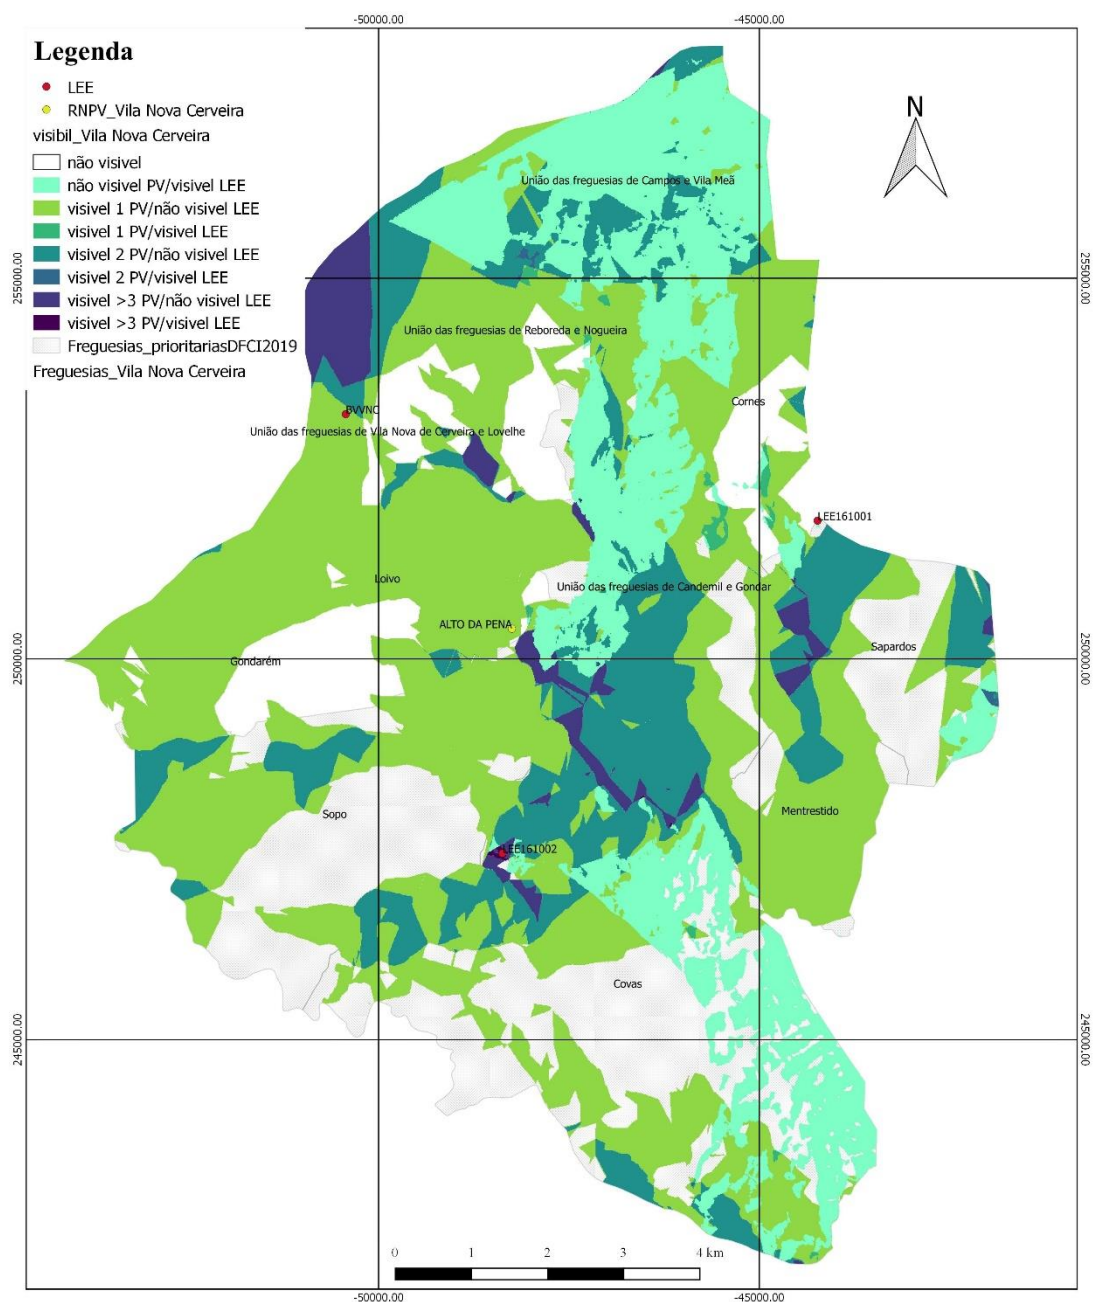 -50000.00
-45000.00
Legenda
LEE
RNPV_Vila Nova Cerveira
visibil_Vila Nova Cerveira
não visivel
não visivel PV/visivel LEE
visivel 1 PV/não visivel LEE
visivel 1 PV/visivel LEE
visivel 2 PV/não visivel LEE
visivel 2 PV/visivel LEE
visivel >3 PV/não visivel LEE
visivel >3 PV/visivel LEE
Freguesias_prioritariasDFCI2019
Freguesias_Vila Nova Cerveira
N
União das freguesias de Campos e Vila Meã
255000.00
255000.00
União das freguesias de Reboreda e Nogueira
Cornes
BVVNC
União das freguesias de Vila Nova de Cerveira e Lovelhe
LEE161001
Loivo
União das freguesias de Candemil e Gondar
ALTO DA PENA
Sapardos
Gondarém
250000.00
250000.00
Sopo
Mentrestido
LEE161002
Covas
245000.00
245000.00
0 1 2 3 4 km
-50000.00
-45000.00